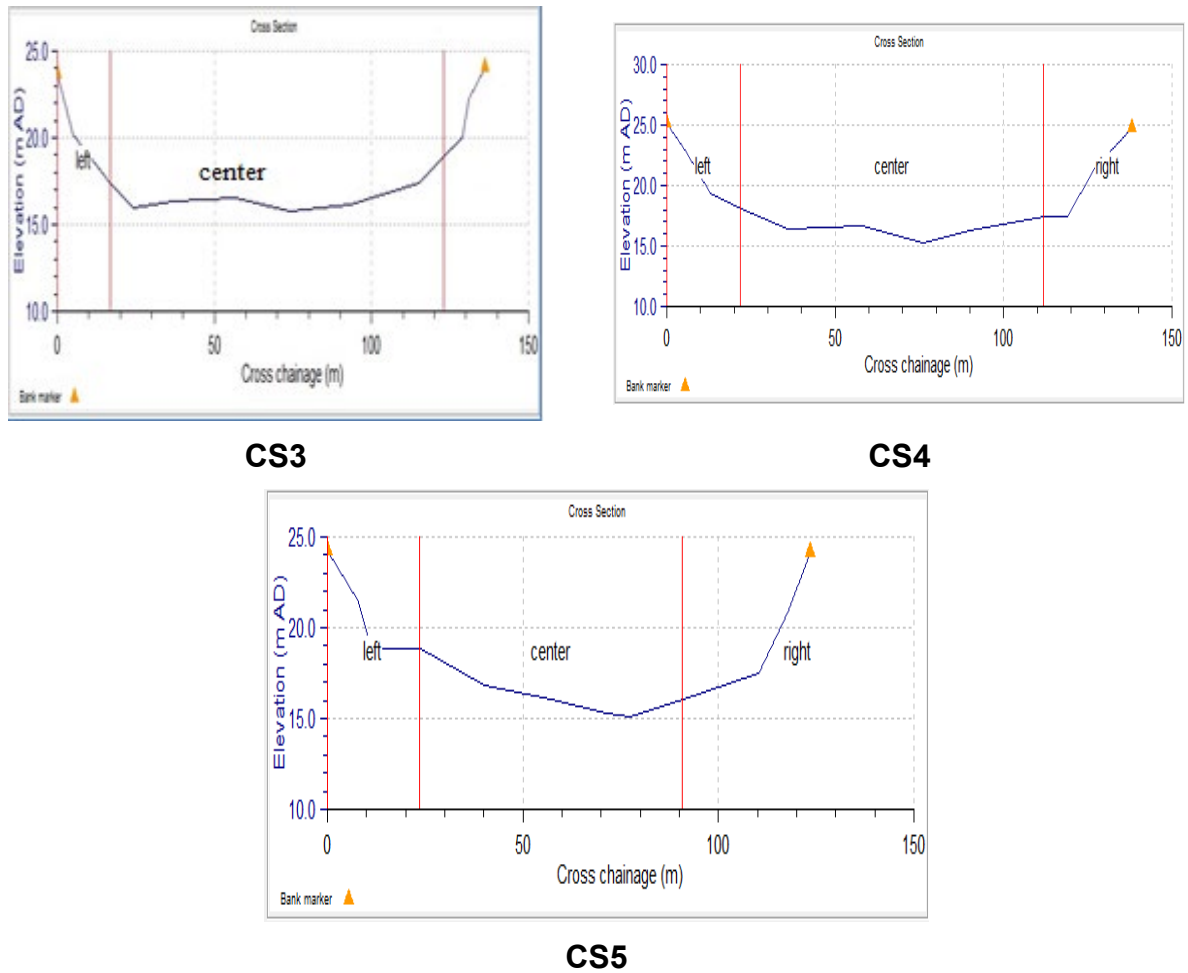 Cross Section
Elevation (m AD)
25.0
20.0
15.0
10.0
left
center
0 50 100 150
Cross chainage (m)
Bank marker
CS3
Cross Section
Elevation (m AD)
30.0
25.0
20.0
15.0
10.0
left center right
0 50 100 150
Cross chainage (m)
Bank marker
CS4
Cross Section
Elevation (m AD)
25.0
20.0
15.0
10.0
left center right
0 50 100 150
Cross chainage (m)
Bank marker
CS5